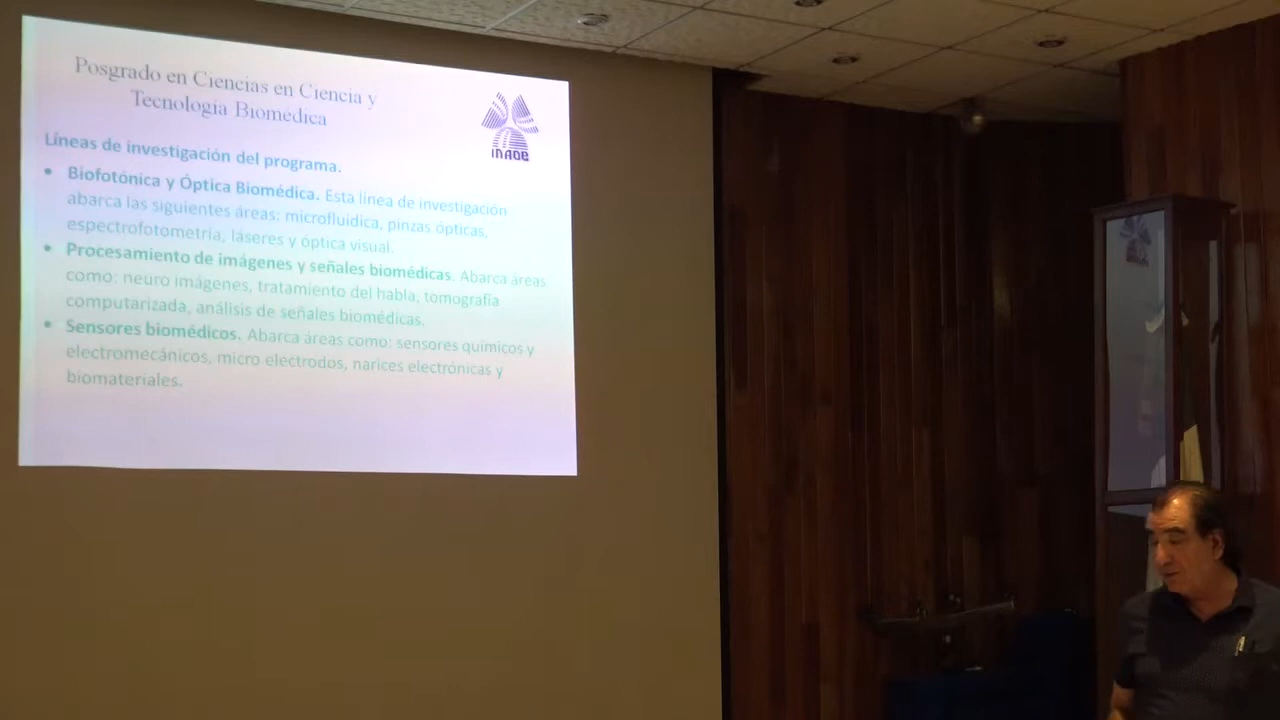 Posgrado en Ciencias en Ciencia y
Tecnología Biomédica
INAOE
Líneas de investigación del programa.
• Biofotónica y Óptica Biomédica. Esta línea de investigación
abarca las siguientes áreas: microfluidica, pinzas ópticas,
espectrofotometría, láseres y óptica visual.
• Procesamiento de imágenes y señales biomédicas. Abarca áreas
como: neuro imágenes, tratamiento del habla, tomografía
computarizada, análisis de señales biomédicas.
• Sensores biomédicos. Abarca áreas como: sensores químicos y
electromecánicos, micro electrodos, narices electrónicas y
biomateriales.